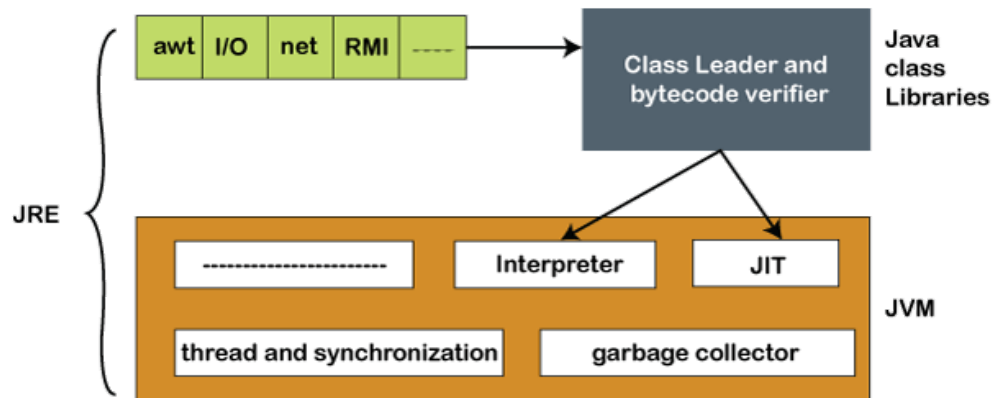 awt I/O net RMI ----
Class Leader and
bytecode verifier
Java
class
Libraries
JRE
-----------------------
Interpreter
JIT
JVM
thread and synchronization
garbage collector